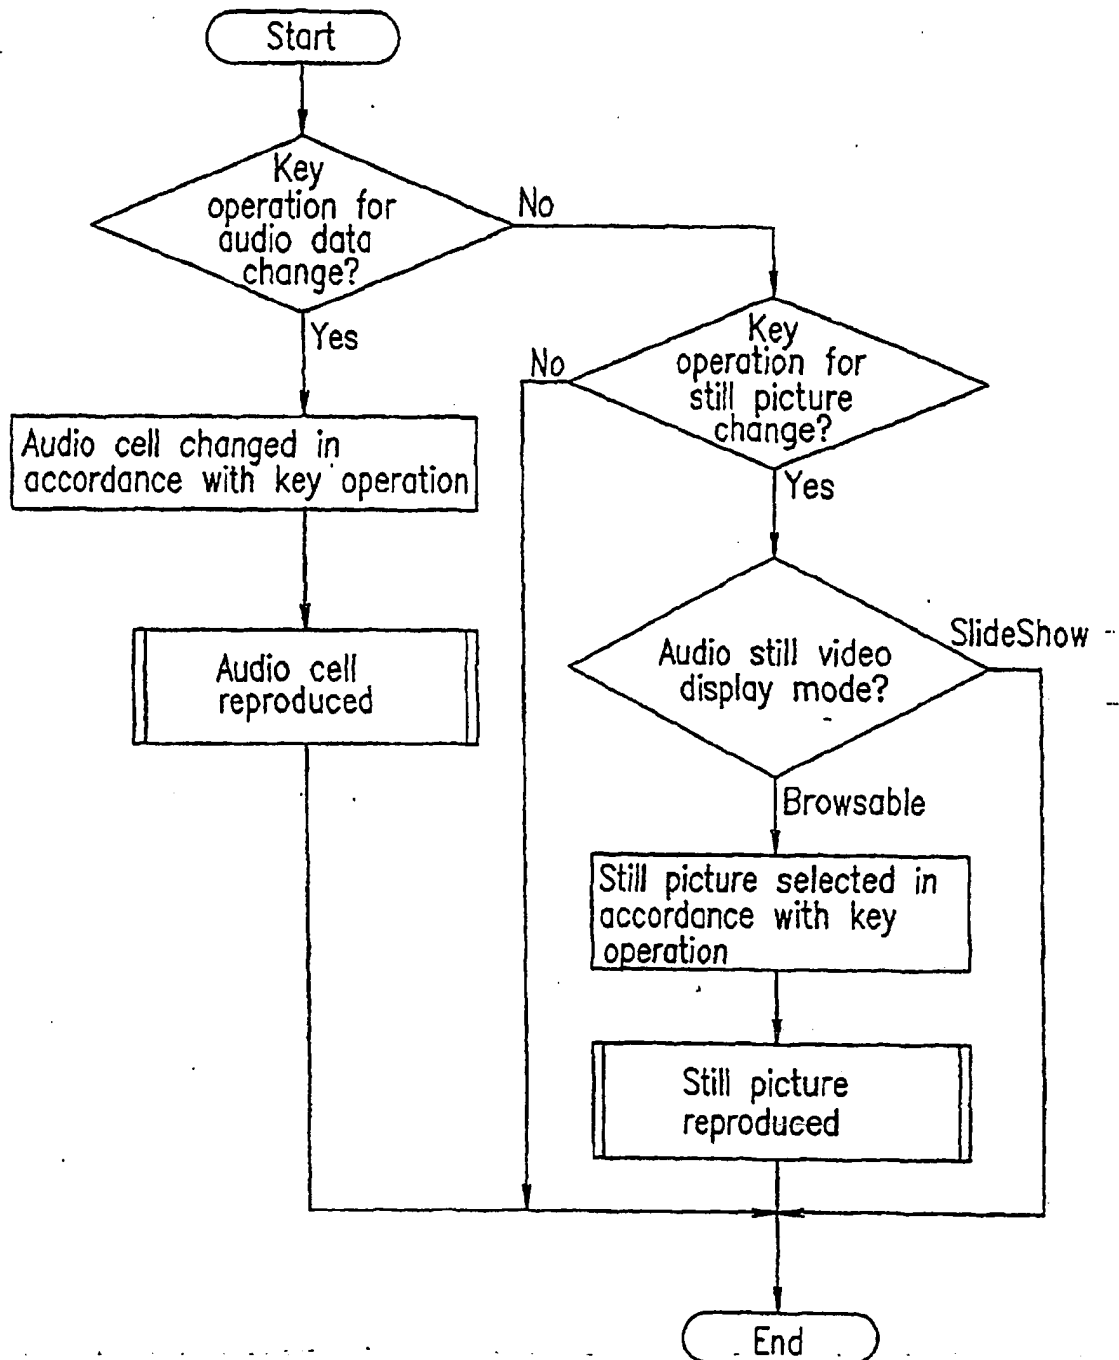 Start
Key
operation for
audio data
change?
No
Yes
Key
operation for
still picture
change?
No
Yes
Audio cell changed in
accordance with key operation
Audio still video
display mode?
SlideShow
Audio cell
reproduced
Browsable
Still picture selected in
accordance with key
operation
Still picture
reproduced
End